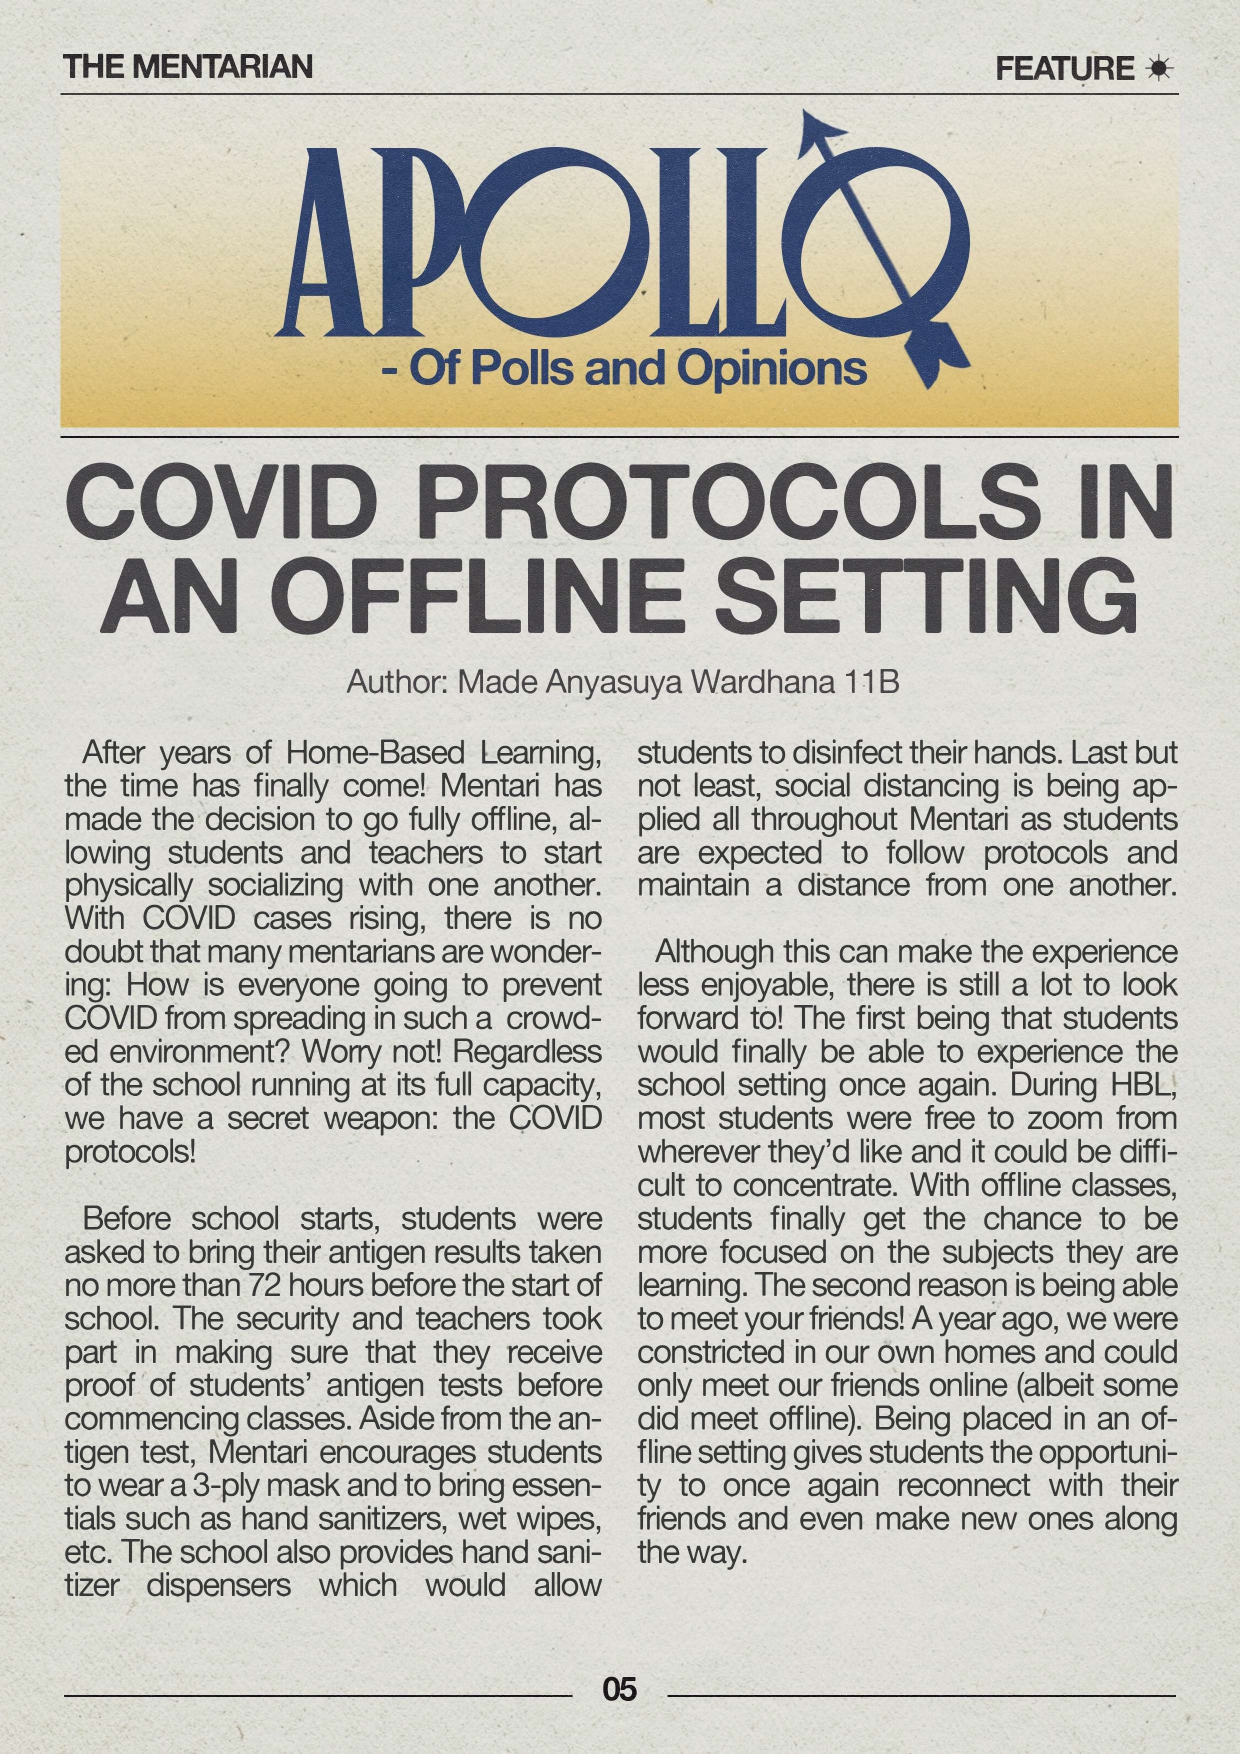 THE MENTARIAN
FEATURE
APOLLO
- Of Polls and Opinions
COVID PROTOCOLS IN
AN OFFLINE SETTING
Author: Made Anyasuya Wardhana 11B
After years of Home-Based Learning,
the time has finally come! Mentari has
made the decision to go fully offline, al-
lowing students and teachers to start
physically socializing with one another.
With COVID cases rising, there is no
doubt that many mentarians are wonder-
ing: How is everyone going to prevent
COVID from spreading in such a crowd-
ed environment? Worry not! Regardless
of the school running at its full capacity,
we have a secret weapon: the COVID
protocols!
Before school starts, students were
asked to bring their antigen results taken
no more than 72 hours before the start of
school. The security and teachers took
part in making sure that they receive
proof of students’ antigen tests before
commencing classes. Aside from the an-
tigen test, Mentari encourages students
to wear a 3-ply mask and to bring essen-
tials such as hand sanitizers, wet wipes,
etc. The school also provides hand sani-
tizer dispensers which would allow
students to disinfect their hands. Last but
not least, social distancing is being ap-
plied all throughout Mentari as students
are expected to follow protocols and
maintain a distance from one another.
Although this can make the experience
less enjoyable, there is still a lot to look
forward to! The first being that students
would finally be able to experience the
school setting once again. During HBL,
most students were free to zoom from
wherever they’d like and it could be diffi-
cult to concentrate. With offline classes,
students finally get the chance to be
more focused on the subjects they are
learning. The second reason is being able
to meet your friends! A year ago, we were
constricted in our own homes and could
only meet our friends online (albeit some
did meet offline). Being placed in an of-
fline setting gives students the opportuni-
ty to once again reconnect with their
friends and even make new ones along
the way.
05